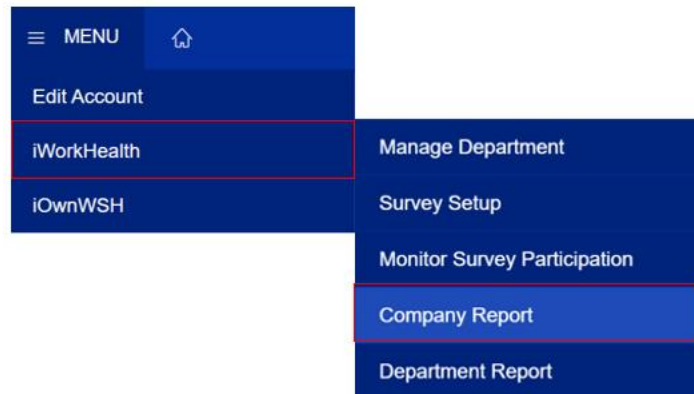 MENU
Edit Account
iWorkHealth
iOwnWSH
Manage Department
Survey Setup
Monitor Survey Participation
Company Report
Department Report